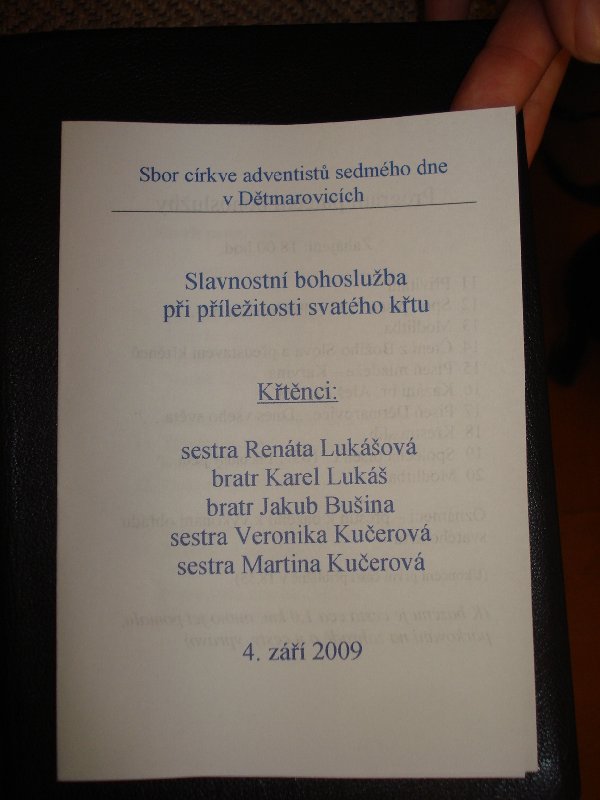 Sbor církve adventistů sedmého dne
v Dětmarovicích
Slavnostní bohoslužba
při příležitosti svatého křtu
Křtěnci:
sestra Renáta Lukášová
bratr Karel Lukáš
bratr Jakub Bušina
sestra Veronika Kučerová
sestra Martina Kučerová
4. září 2009